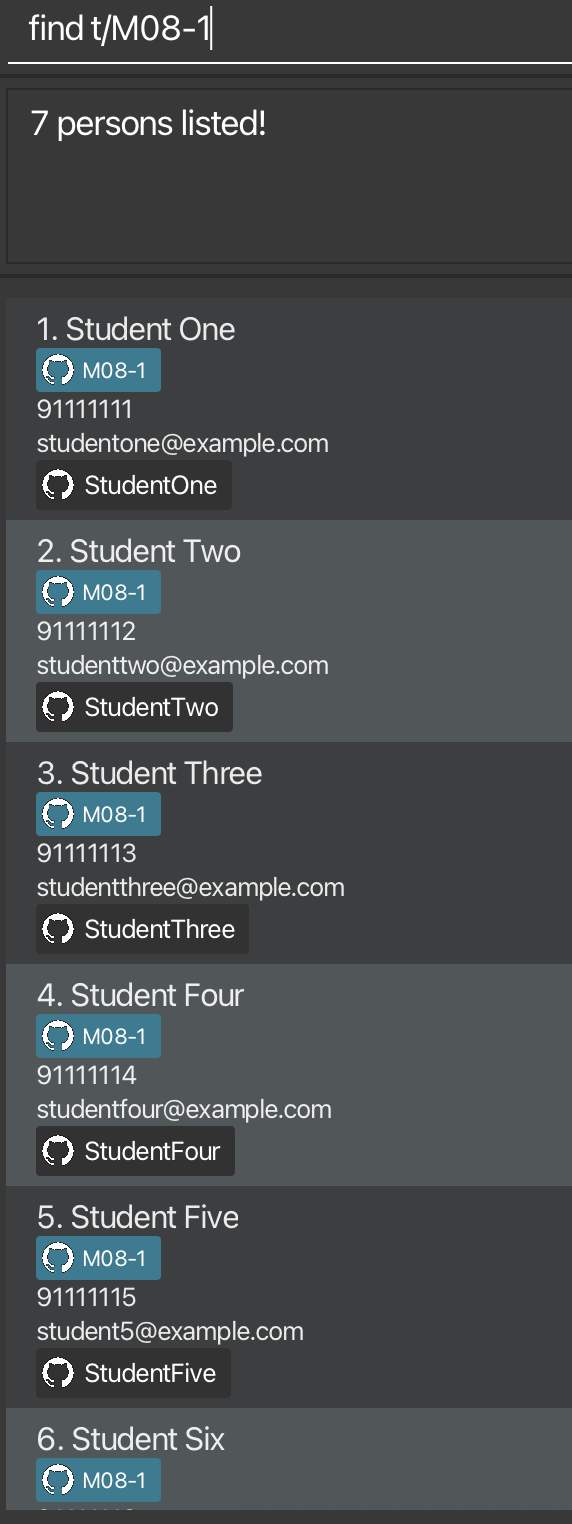 find t/M08-1
7 persons listed!
1. Student One
M08-1
91111111
studentone@example.com
StudentOne
2. Student Two
M08-1
91111112
studenttwo@example.com
StudentTwo
3. Student Three
M08-1
91111113
studentthree@example.com
StudentThree
4. Student Four
M08-1
91111114
studentfour@example.com
StudentFour
5. Student Five
M08-1
91111115
student5@example.com
StudentFive
6. Student Six
M08-1